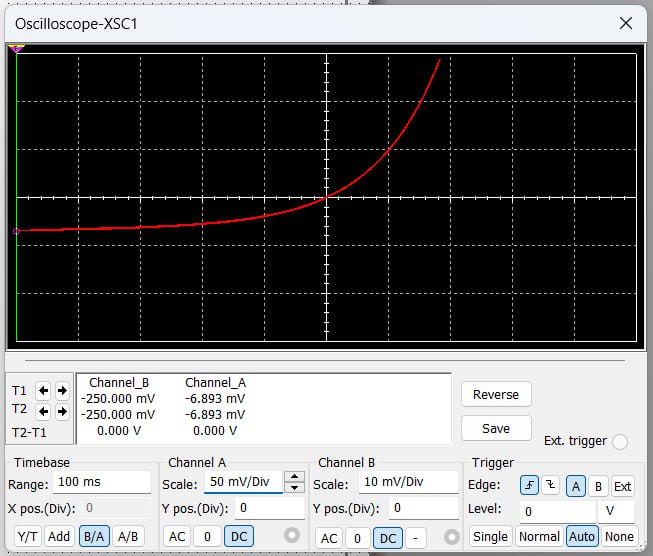 Oscilloscope-XSC1
Channel_B Channel_A
T1 -250.000 mV -6.893 mV
T2 -250.000 mV -6.893 mV
T2-T1 0.000 V 0.000 V
Reverse
Save
Ext. trigger
Timebase Channel A Channel B Trigger
Range: 100 ms Scale: 50 mV/Div Scale: 10 mV/Div Edge: A B Ext
X pos.(Div): 0 Y pos.(Div): 0 Y pos.(Div): 0 Level: 0 V
Y/T Add B/A A/B AC 0 DC AC 0 DC - Single Normal Auto None